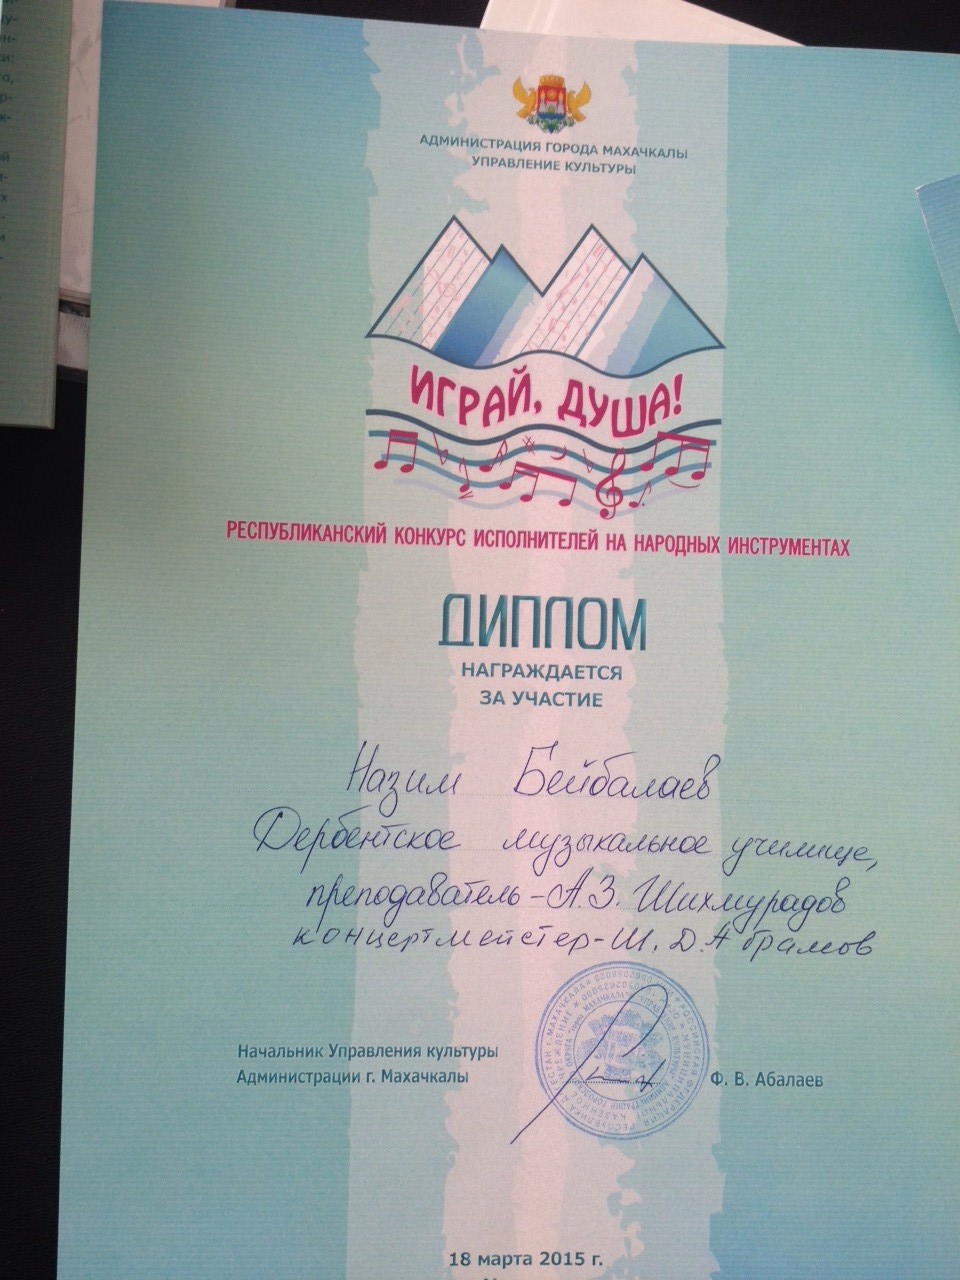 АДМИНИСТРАЦИЯ ГОРОДА МАХАЧКАЛЫ
УПРАВЛЕНИЕ КУЛЬТУРЫ
ИГРАЙ, ДУША!
РЕСПУБЛИКАНСКИЙ КОНКУРС ИСПОЛНИТЕЛЕЙ НА НАРОДНЫХ ИНСТРУМЕНТАХ
ДИПЛОМ
НАГРАЖДАЕТСЯ
ЗА УЧАСТИЕ
Назим Бейбалаев
Дербентское музыкальное училище,
преподаватель - А.З. Шихмурадов
концертмейстер - Ш. Д. Абрамов
Начальник Управления культуры
Администрации г. Махачкалы
Ф. В. Абалаев
18 марта 2015 г.